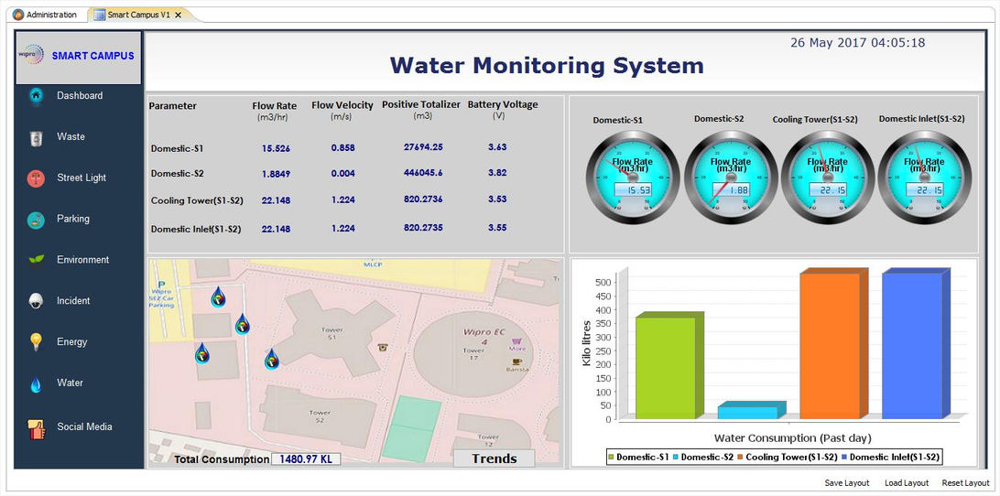 Administration
Smart Campus V1
wipro
SMART CAMPUS
26 May 2017 04:05:18
Water Monitoring System
Dashboard
Waste
Street Light
Parking
Environment
Incident
Energy
Water
Social Media
Parameter Flow Rate Flow Velocity Positive Totalizer Battery Voltage
(m3/hr) (m/s) (m3) (V)
Domestic-S1 15.526 0.858 27694.25 3.63
Domestic-S2 1.8849 0.004 446045.6 3.82
Cooling Tower(S1-S2) 22.148 1.224 820.2736 3.53
Domestic Inlet(S1-S2) 22.148 1.224 820.2735 3.55
Domestic-S1 Domestic-S2 Cooling Tower(S1-S2) Domestic Inlet(S1-S2)
Flow Rate Flow Rate Flow Rate Flow Rate
(m3/hr) (m3/hr) (m3/hr) (m3/hr)
15.53 1.88 22.15 22.15
MLCP
P
Wipro
SEZ Car
Parking
Tower
S1
Wipro EC
4
Tower
17
More
Barista
Tower
S2
Tower
12
Total Consumption 1480.97 KL
Trends
Kilo litres
500
450
400
350
300
250
200
150
100
50
0
Water Consumption (Past day)
Domestic-S1 Domestic-S2 Cooling Tower(S1-S2) Domestic Inlet(S1-S2)
Save Layout Load Layout Reset Layout